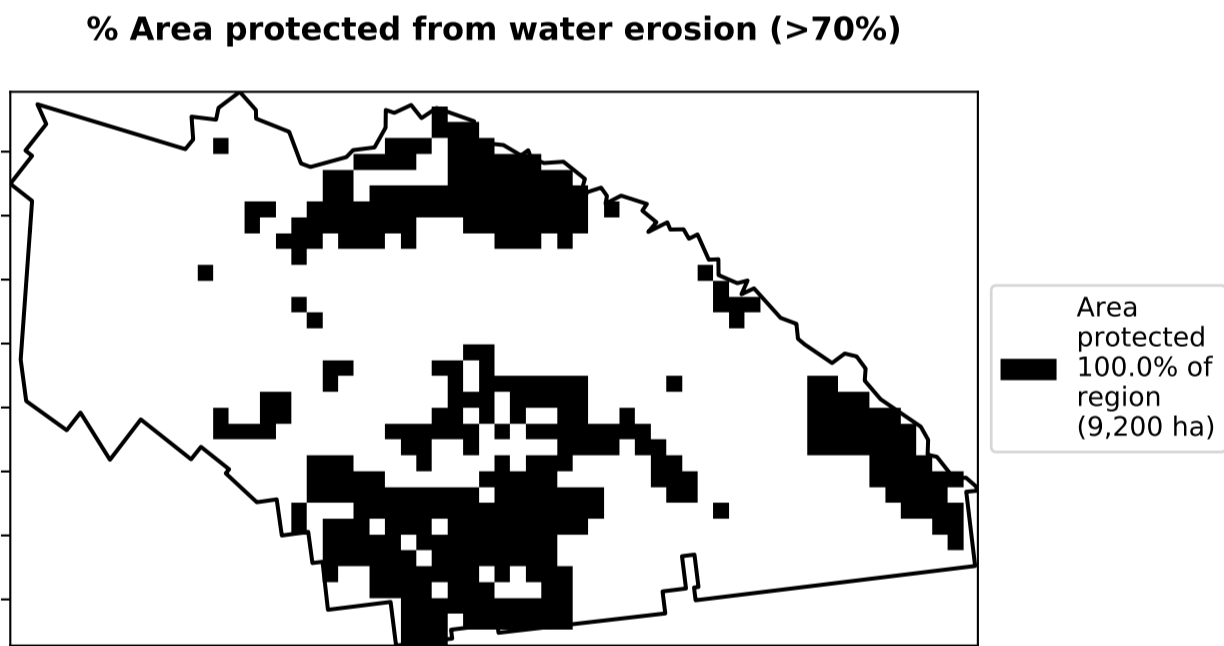 % Area protected from water erosion (>70%)
Area
protected
100.0% of
region
(9,200 ha)